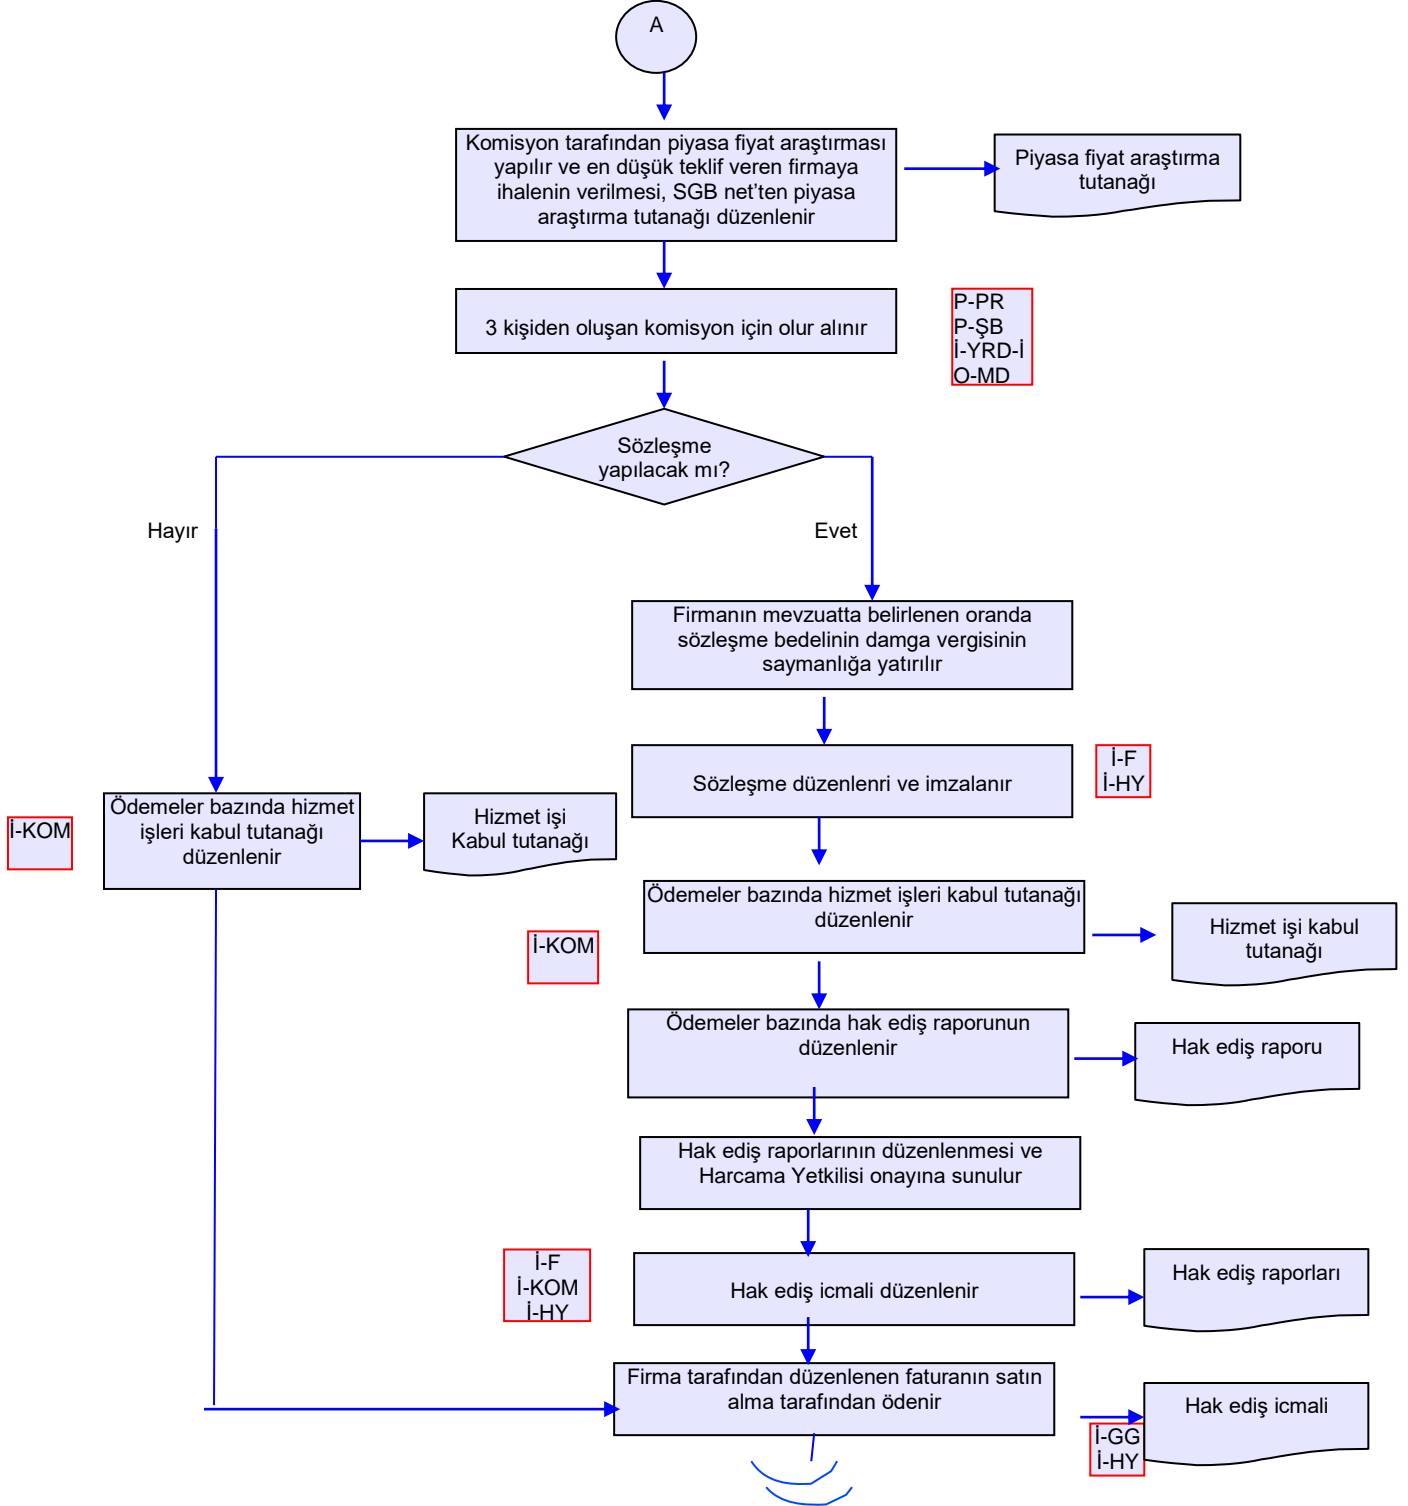 A
Komisyon tarafından piyasa fiyat araştırması
yapılır ve en düşük teklif veren firmaya
ihalenin verilmesi, SGB net’ten piyasa
araştırma tutanağı düzenlenir
Piyasa fiyat araştırma
tutanağı
3 kişiden oluşan komisyon için olur alınır
P-PR
P-ŞB
İ-YRD-İ
O-MD
Sözleşme
yapılacak mı?
Hayır
Evet
Firmanın mevzuatta belirlenen oranda
sözleşme bedelinin damga vergisinin
saymanlığa yatırılır
Sözleşme düzenlenri ve imzalanır
İ-F
İ-HY
İ-KOM
Ödemeler bazında hizmet
işleri kabul tutanağı
düzenlenir
Hizmet işi
Kabul tutanağı
Ödemeler bazında hizmet işleri kabul tutanağı
düzenlenir
İ-KOM
Hizmet işi kabul
tutanağı
Ödemeler bazında hak ediş raporunun
düzenlenir
Hak ediş raporu
Hak ediş raporlarının düzenlenmesi ve
Harcama Yetkilisi onayına sunulur
İ-F
İ-KOM
İ-HY
Hak ediş icmali düzenlenir
Hak ediş raporları
Firma tarafından düzenlenen faturanın satın
alma tarafından ödenir
Hak ediş icmali
İ-GG
İ-HY